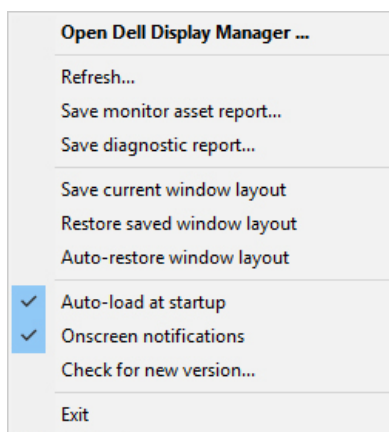 Open Dell Display Manager ...
Refresh...
Save monitor asset report...
Save diagnostic report...
Save current window layout
Restore saved window layout
Auto-restore window layout
Auto-load at startup
Onscreen notifications
Check for new version...
Exit